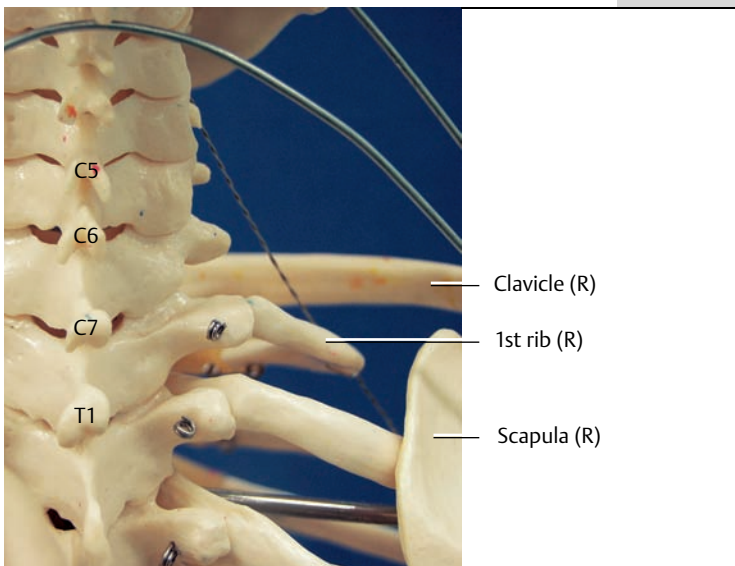 C5
C6
Clavicle (R)
C7
1st rib (R)
T1
Scapula (R)